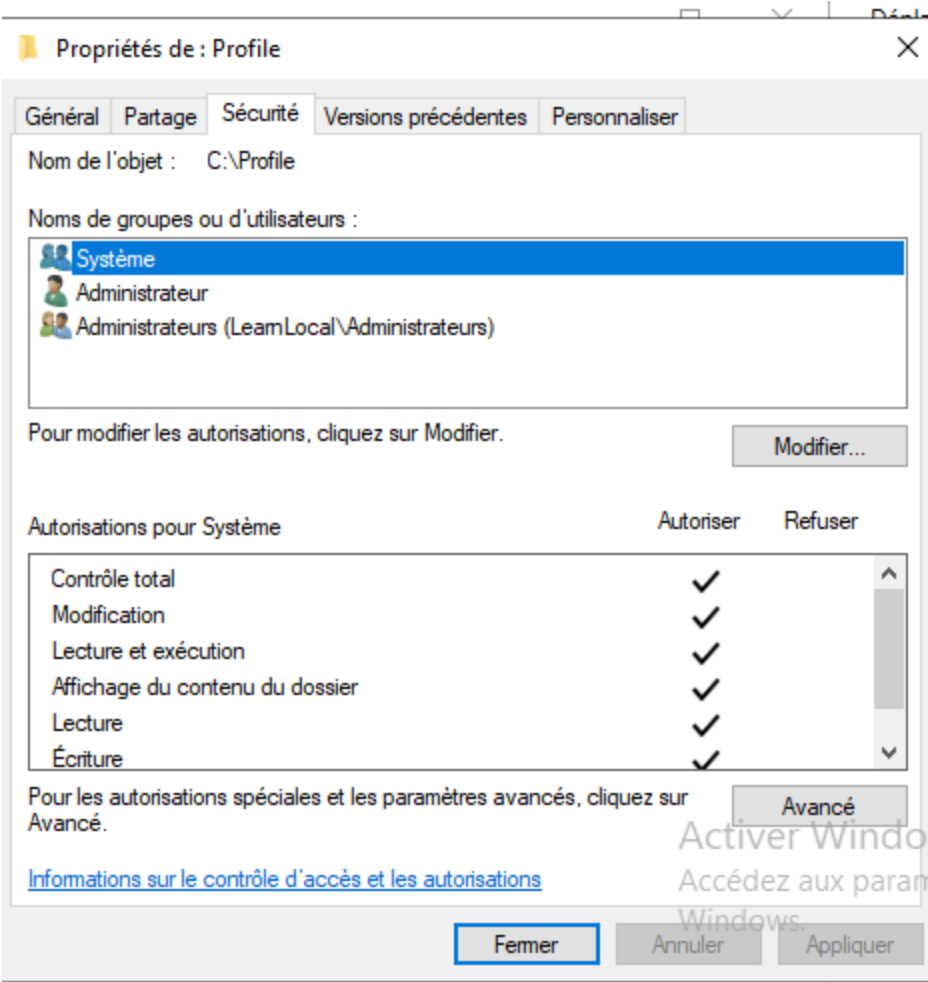 Propriétés de : Profile
Général Partage Sécurité Versions précédentes Personnaliser
Nom de l'objet : C:\Profile
Noms de groupes ou d'utilisateurs :
Système
Administrateur
Administrateurs (LearnLocal\Administrateurs)
Pour modifier les autorisations, cliquez sur Modifier.
Modifier...
Autorisations pour Système Autoriser Refuser
Contrôle total
Modification
Lecture et exécution
Affichage du contenu du dossier
Lecture
Écriture
Pour les autorisations spéciales et les paramètres avancés, cliquez sur
Avancé.
Avancé
Activer Windo
Informations sur le contrôle d'accès et les autorisations
Accédez aux param
Windows.
Fermer Annuler Appliquer